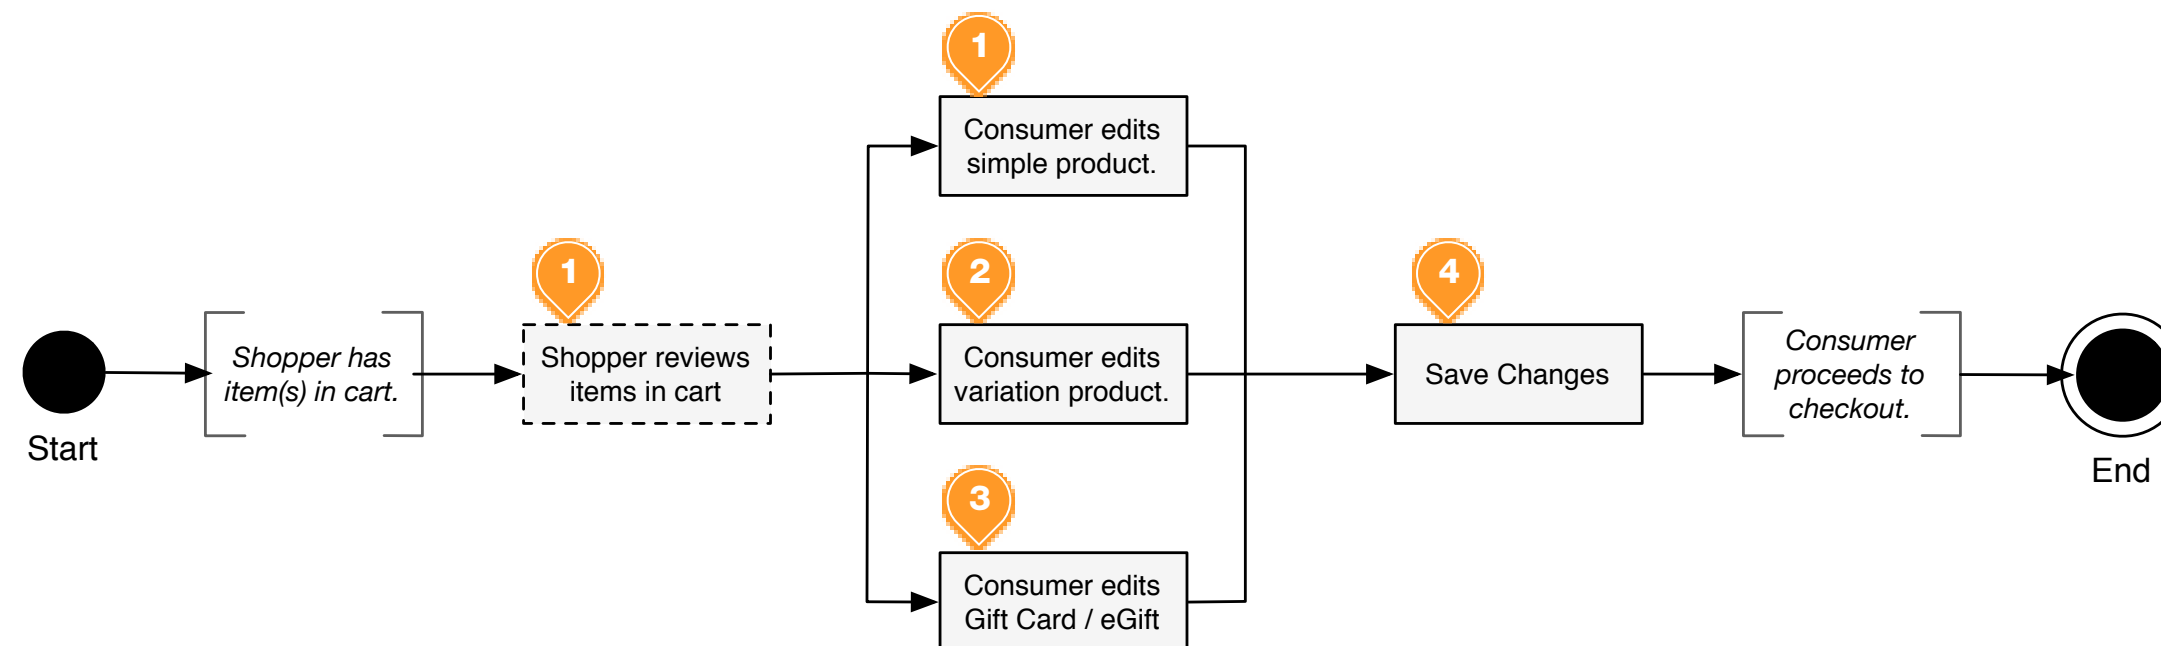 Start
Shopper has
item(s) in cart.
1
Shopper reviews
items in cart
1
Consumer edits
simple product.
2
Consumer edits
variation product.
3
Consumer edits
Gift Card / eGift
4
Save Changes
Consumer
proceeds to
checkout.
End